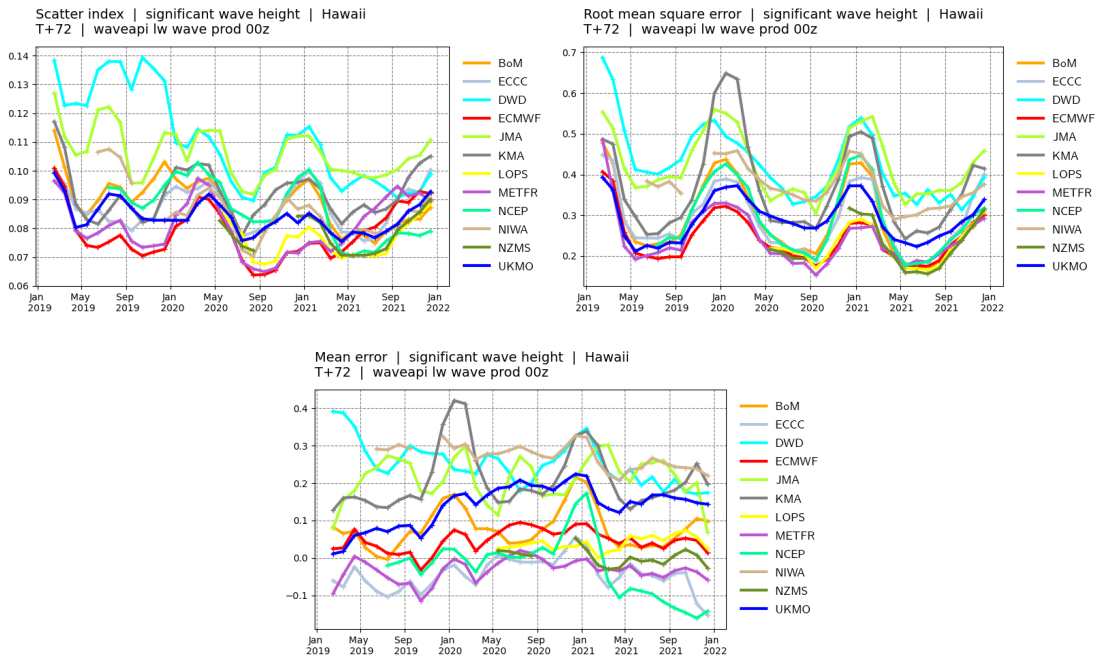 Scatter index | significant wave height | Hawaii
T+72 | waveapi lw wave prod 00z
0.14
0.13
0.12
0.11
0.10
0.09
0.08
0.07
0.06
Jan 2019
May 2019
Sep 2019
Jan 2020
May 2020
Sep 2020
Jan 2021
May 2021
Sep 2021
Jan 2022
BoM
ECCC
DWD
ECMWF
JMA
KMA
LOPS
METFR
NCEP
NIWA
NZMS
UKMO
Root mean square error | significant wave height | Hawaii
T+72 | waveapi lw wave prod 00z
0.7
0.6
0.5
0.4
0.3
0.2
Jan 2019
May 2019
Sep 2019
Jan 2020
May 2020
Sep 2020
Jan 2021
May 2021
Sep 2021
Jan 2022
BoM
ECCC
DWD
ECMWF
JMA
KMA
LOPS
METFR
NCEP
NIWA
NZMS
UKMO
Mean error | significant wave height | Hawaii
T+72 | waveapi lw wave prod 00z
0.4
0.3
0.2
0.1
0.0
−0.1
Jan 2019
May 2019
Sep 2019
Jan 2020
May 2020
Sep 2020
Jan 2021
May 2021
Sep 2021
Jan 2022
BoM
ECCC
DWD
ECMWF
JMA
KMA
LOPS
METFR
NCEP
NIWA
NZMS
UKMO